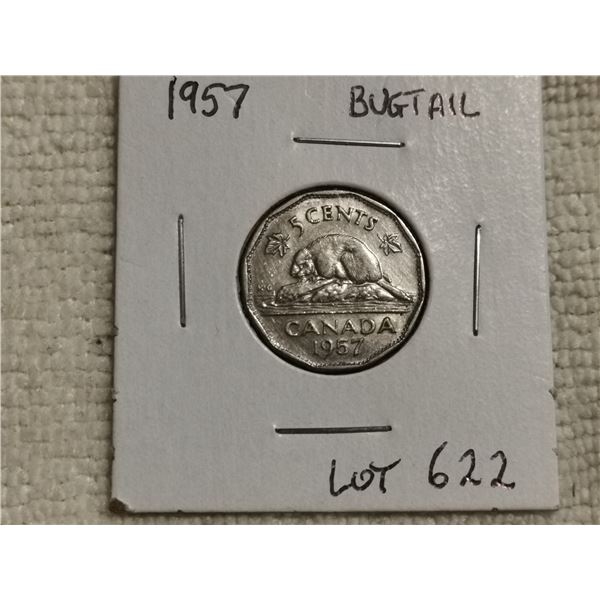 1957 BUGTAIL
5 CENTS
CANADA
1957
LOT 622